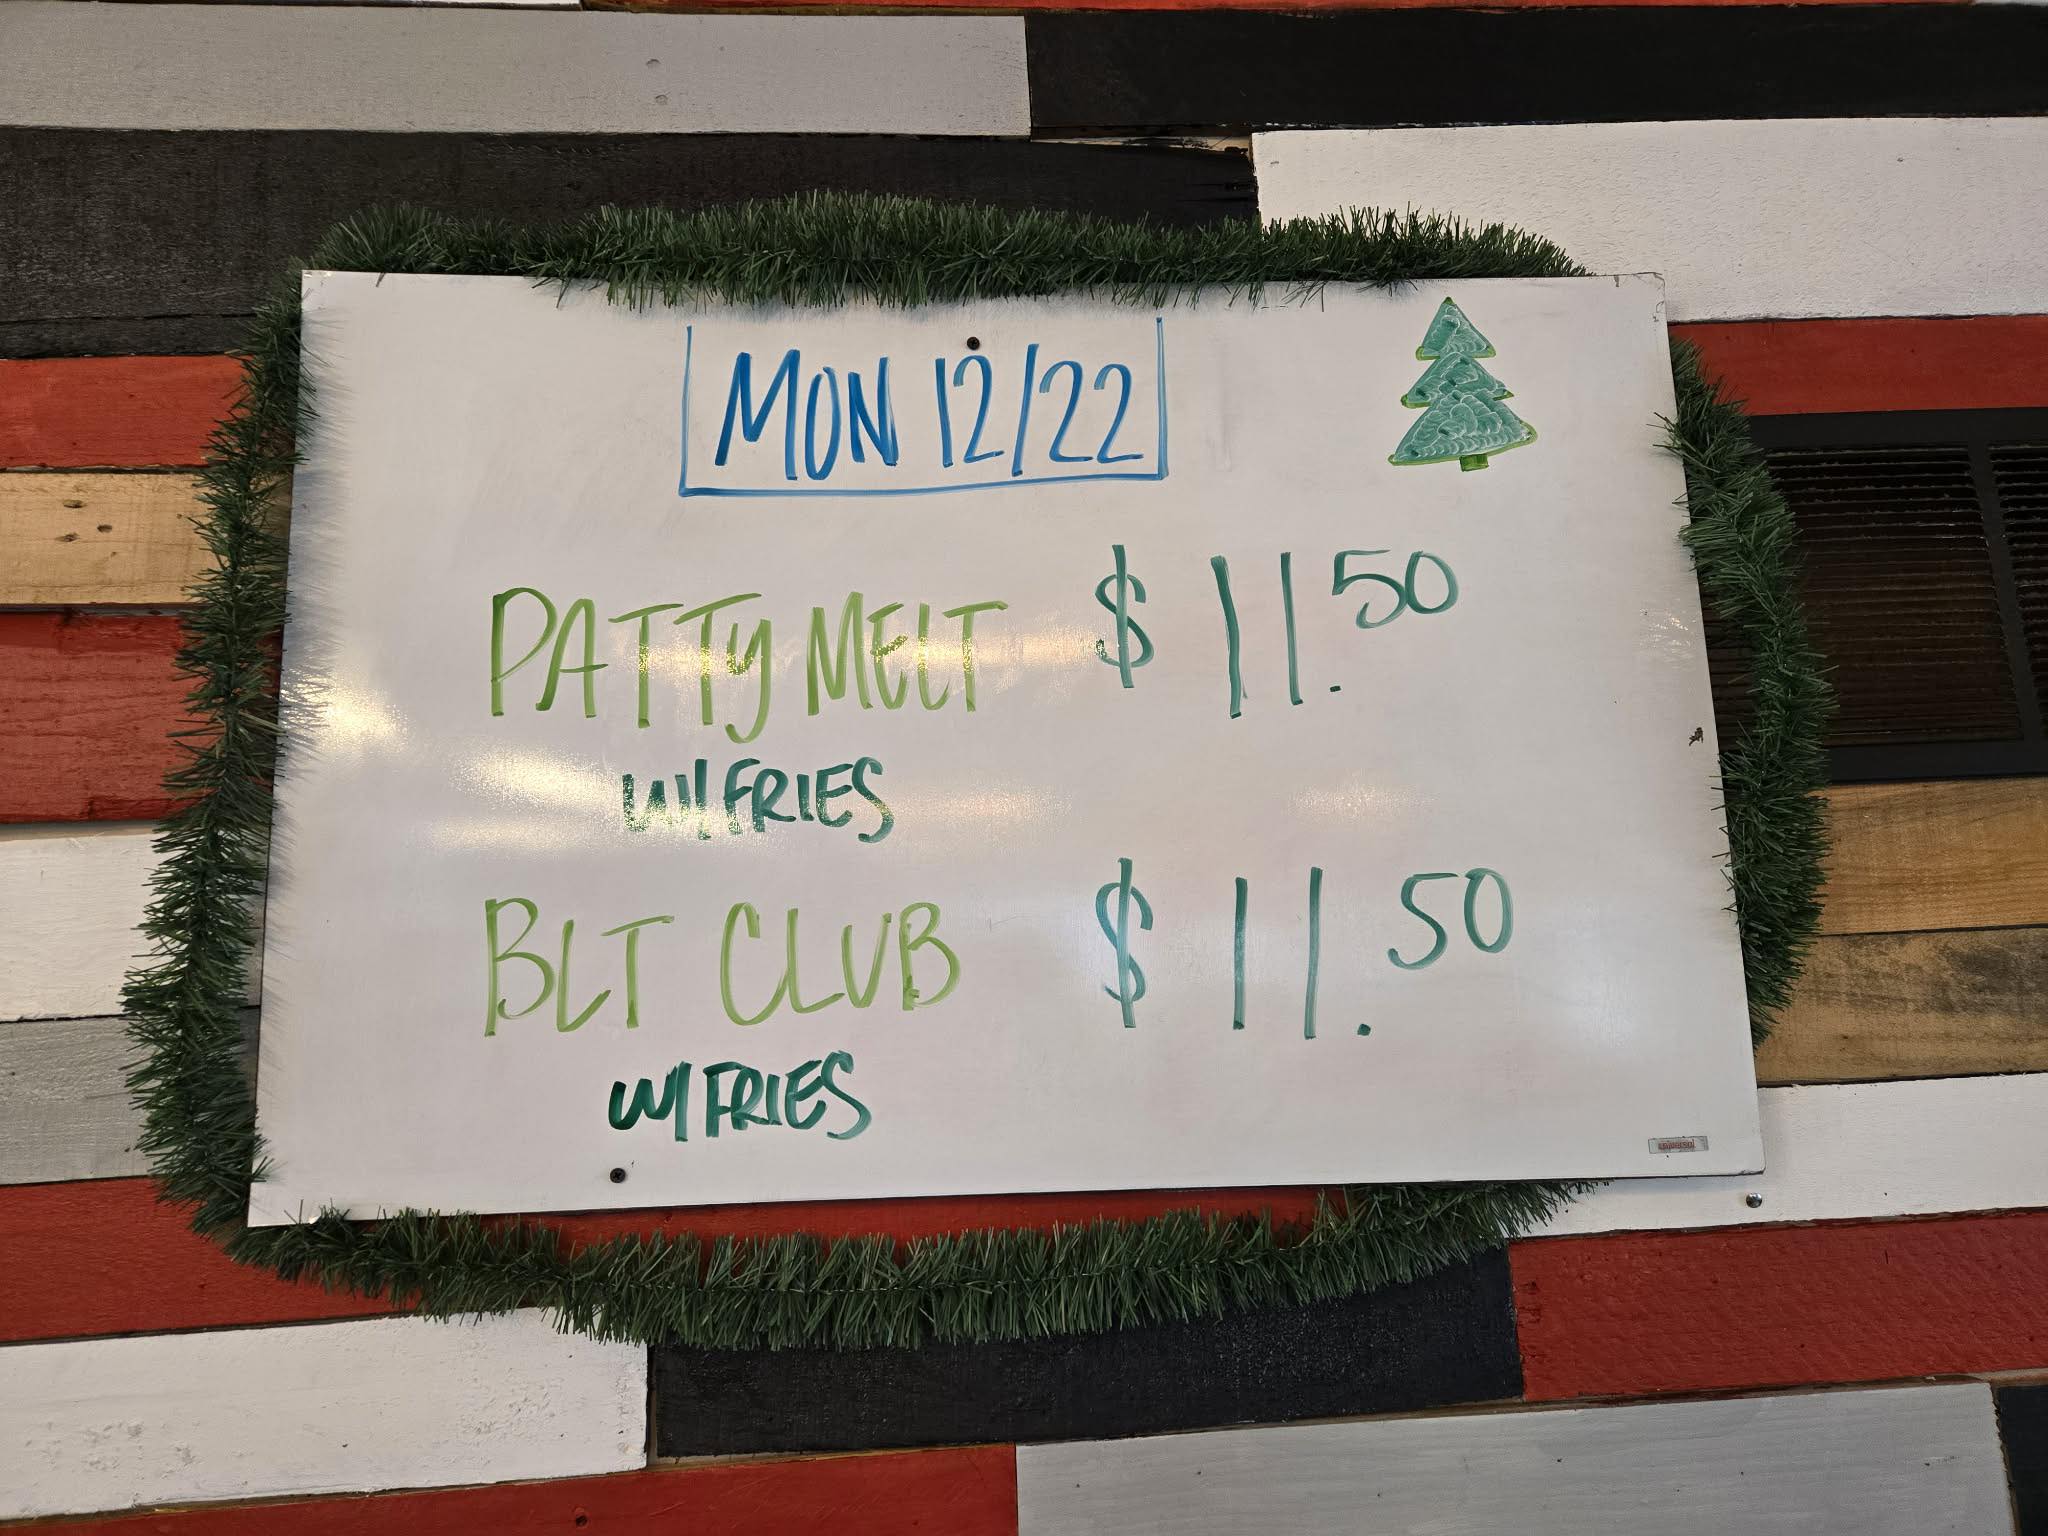 MON 12/22
PATTY MELT $11.50
W/ FRIES
BLT CLUB $11.50
W/ FRIES